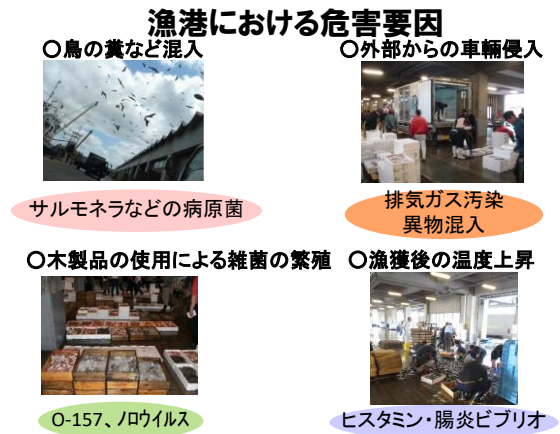 漁港における危害要因
○鳥の糞など混入
○外部からの車輛侵入
サルモネラなどの病原菌
排気ガス汚染
異物混入
○木製品の使用による雑菌の繁殖
○漁獲後の温度上昇
O-157、ノロウイルス
ヒスタミン・腸炎ビブリオ